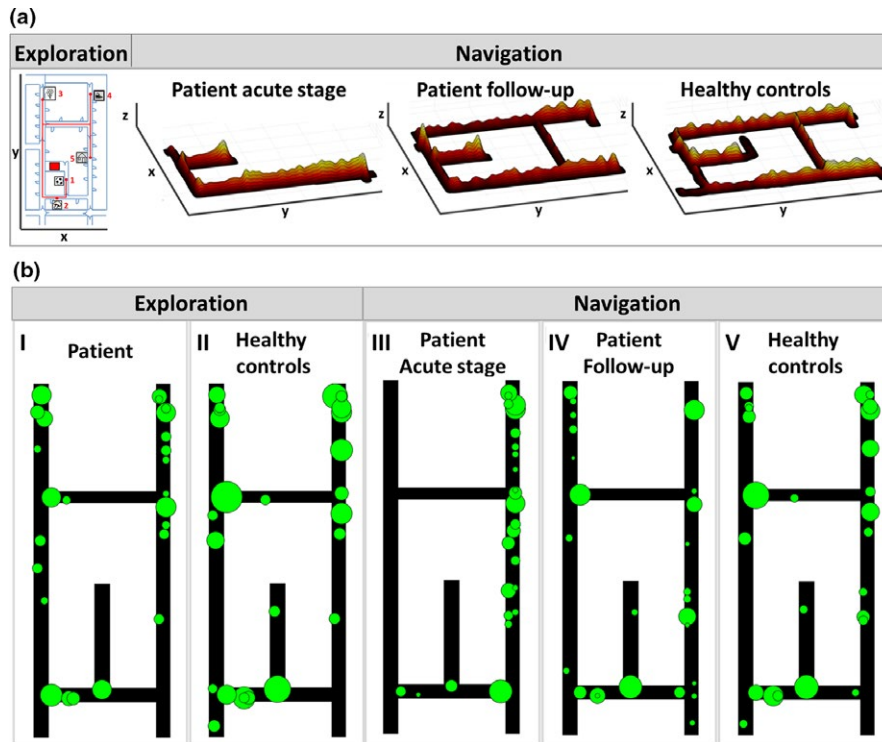 (a)
Exploration Navigation
Patient acute stage Patient follow-up Healthy controls
3
4
5
1
2
y
x
z
x
y
z
x
y
z
x
y
(b)
Exploration Navigation
I Patient
II Healthy
controls
III Patient
Acute stage
IV Patient
Follow-up
V Healthy
controls